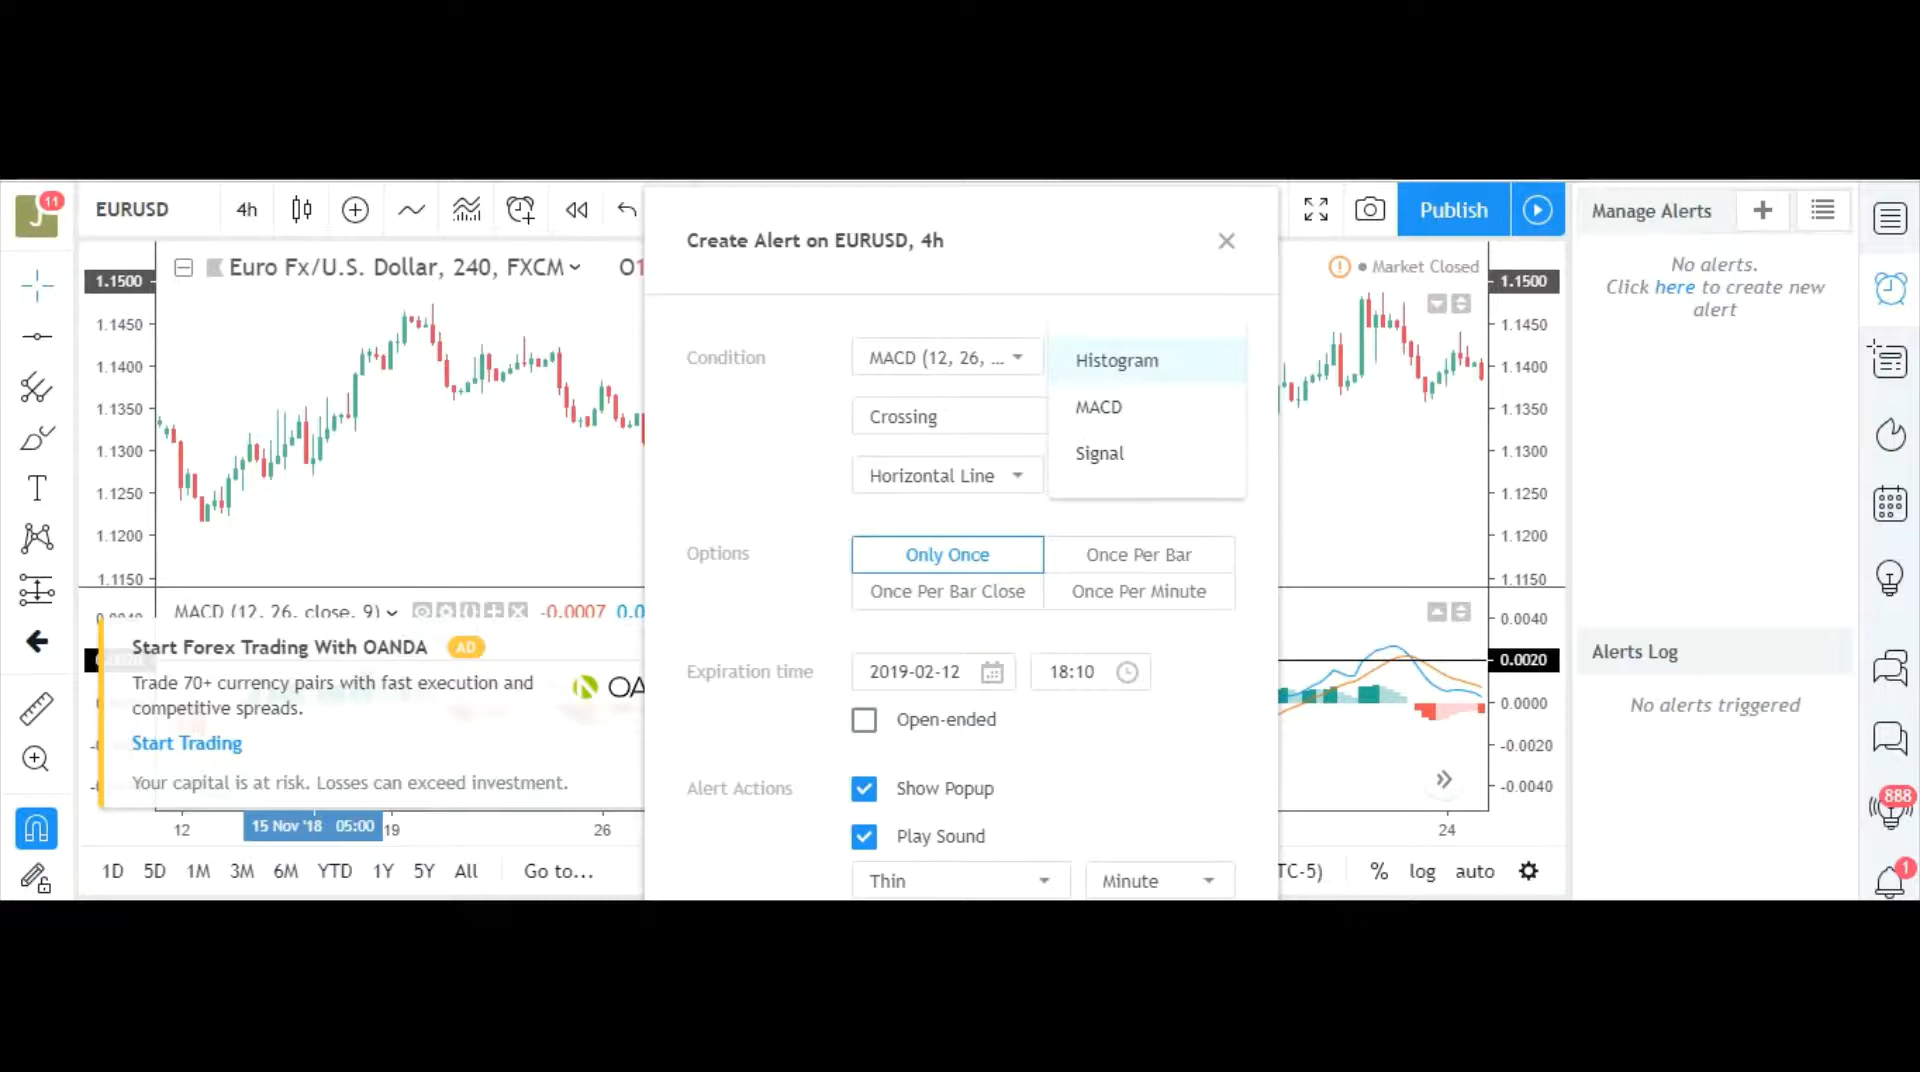 J
11
EURUSD
4h
Publish
Manage Alerts
Create Alert on EURUSD, 4h
Euro Fx/U.S. Dollar, 240, FXCM
O1
Market Closed
No alerts.
Click here to create new
alert
1.1500
1.1450
1.1400
1.1350
1.1300
1.1250
1.1200
1.1150
Condition
MACD (12, 26, ...
Crossing
Horizontal Line
Histogram
MACD
Signal
Options
Only Once
Once Per Bar
Once Per Bar Close
Once Per Minute
Expiration time
2019-02-12
18:10
Open-ended
Alert Actions
Show Popup
Play Sound
Thin
Minute
1.1500
1.1450
1.1400
1.1350
1.1300
1.1250
1.1200
1.1150
MACD (12, 26, close, 9)
-0.0007
0.0
0.0040
Start Forex Trading With OANDA
AD
Trade 70+ currency pairs with fast execution and
competitive spreads.
OA
Start Trading
Your capital is at risk. Losses can exceed investment.
0.0040
0.0020
0.0000
-0.0020
-0.0040
Alerts Log
No alerts triggered
12
15 Nov '18 05:00
19
26
24
1D
5D
1M
3M
6M
YTD
1Y
5Y
All
Go to...
TC-5)
%
log
auto
888
1